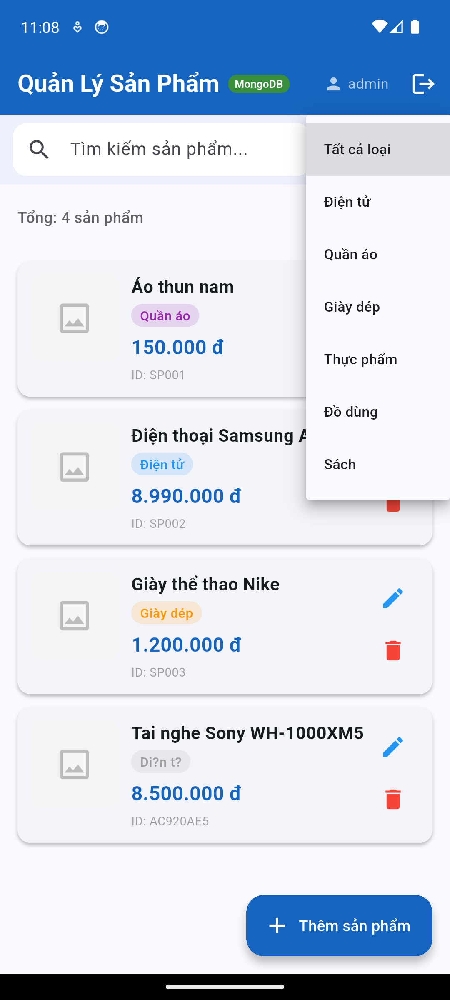 11:08
Quản Lý Sản Phẩm MongoDB admin
Tìm kiếm sản phẩm...
Tất cả loại
Điện tử
Quần áo
Giày dép
Thực phẩm
Đồ dùng
Sách
Tổng: 4 sản phẩm
Áo thun nam
Quần áo
150.000 đ
ID: SP001
Điện thoại Samsung
Điện tử
8.990.000 đ
ID: SP002
Giày thể thao Nike
Giày dép
1.200.000 đ
ID: SP003
Tai nghe Sony WH-1000XM5
Di?n t?
8.500.000 đ
ID: AC920AE5
Thêm sản phẩm